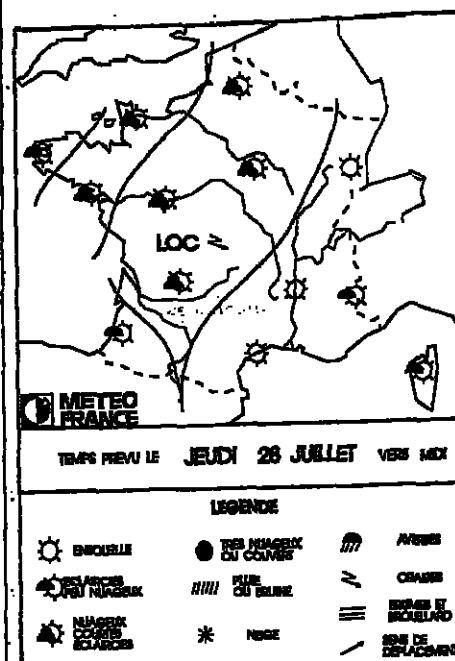 LOC
METEO
FRANCE
TEMPS PREVU LE JEUDI 28 JUILLET VERS MIDI
LEGENDE
ENSOLEILLE
ECLAIRCIES
PEU NUAGEUX
NUAGEUX
COURTES
ECLAIRCIES
TRES NUAGEUX
OU COUVERT
PLUIE
OU BRUINE
NEIGE
AVERSES
ORAGES
BRUMES ET
BROUILLARD
SENS DE
DEPLACEMENT